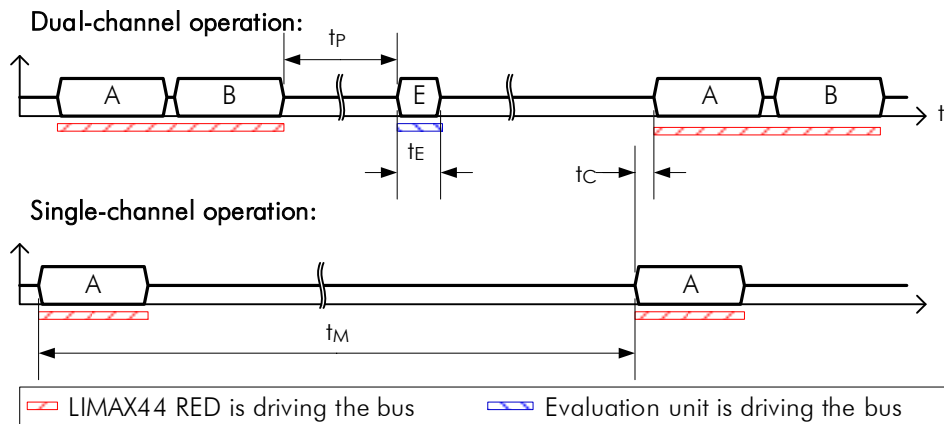 Dual-channel operation:
tP
A B E A B
t
tE
tC
Single-channel operation:
A A
tM
LIMAX44 RED is driving the bus Evaluation unit is driving the bus